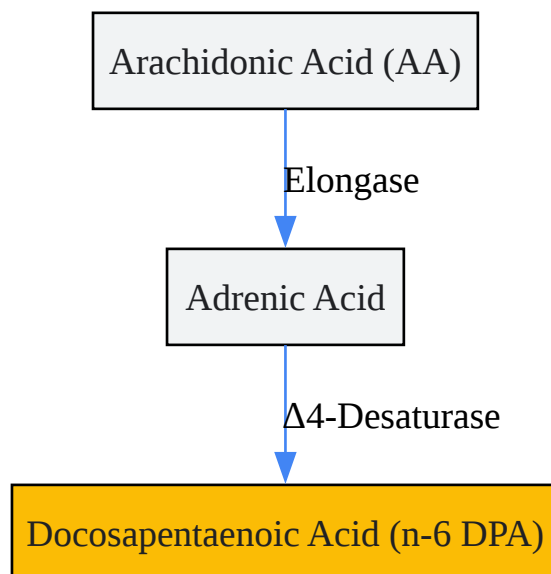 Arachidonic Acid (AA)
Elongase
Adrenic Acid
Δ4-Desaturase
Docosapentaenoic Acid (n-6 DPA)